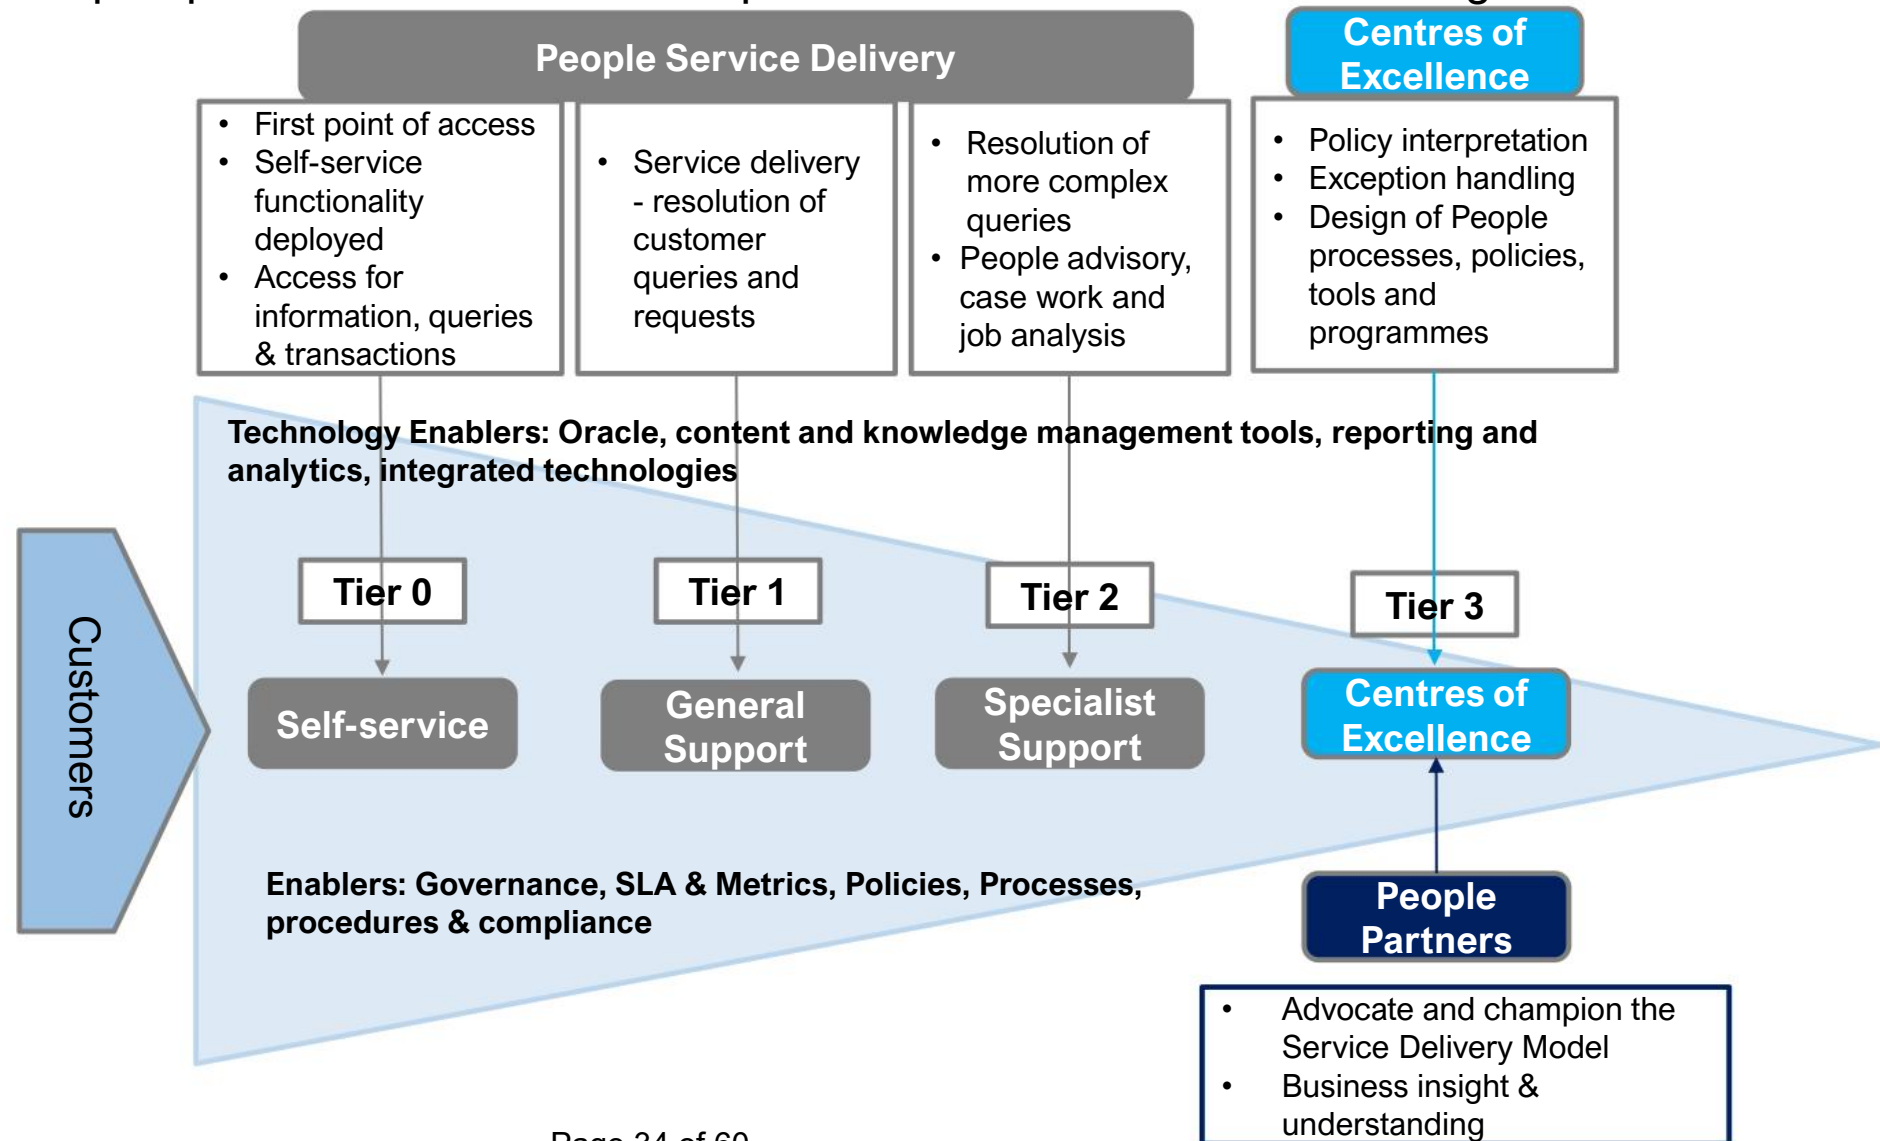 People Service Delivery
Centres of
Excellence
• First point of access
• Self-service
functionality
deployed
• Access for
information, queries
& transactions
• Service delivery
- resolution of
customer
queries and
requests
• Resolution of
more complex
queries
• People advisory,
case work and
job analysis
• Policy interpretation
• Exception handling
• Design of People
processes, policies,
tools and
programmes
Technology Enablers: Oracle, content and knowledge management tools, reporting and
analytics, integrated technologies
Customers
Tier 0
Tier 1
Tier 2
Tier 3
Self-service
General
Support
Specialist
Support
Centres of
Excellence
Enablers: Governance, SLA & Metrics, Policies, Processes,
procedures & compliance
People
Partners
• Advocate and champion the
Service Delivery Model
• Business insight &
understanding
Page 34 of 60